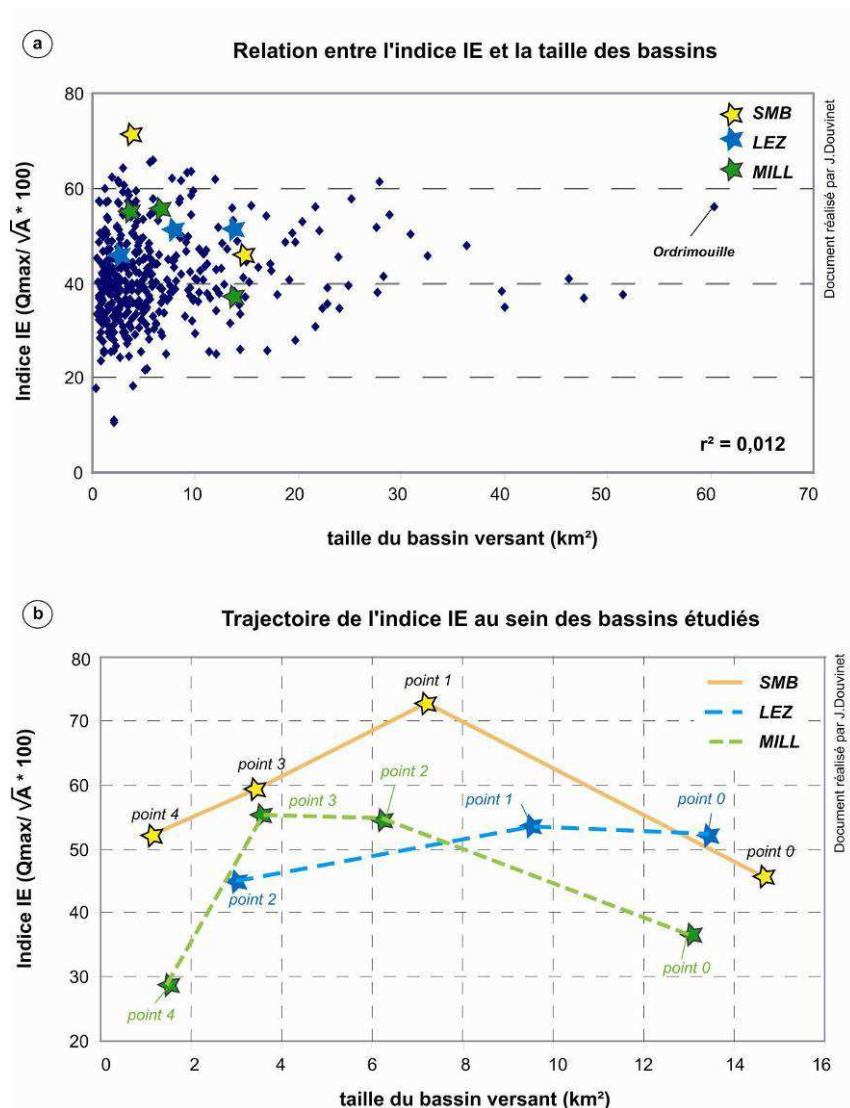 a
Relation entre l'indice IE et la taille des bassins
Indice IE (Qmax/ √A * 100)
80
60
40
20
0
SMB
LEZ
MILL
Ordrimouille
r² = 0,012
0 10 20 30 40 50 60 70
taille du bassin versant (km²)
Document réalisé par J.Douvinet
b
Trajectoire de l'indice IE au sein des bassins étudiés
Indice IE (Qmax/ √A * 100)
80
70
60
50
40
30
20
SMB
LEZ
MILL
point 1
point 3
point 4
point 0
point 3
point 2
point 4
point 0
point 1
point 0
point 2
0 2 4 6 8 10 12 14 16
taille du bassin versant (km²)
Document réalisé par J.Douvinet